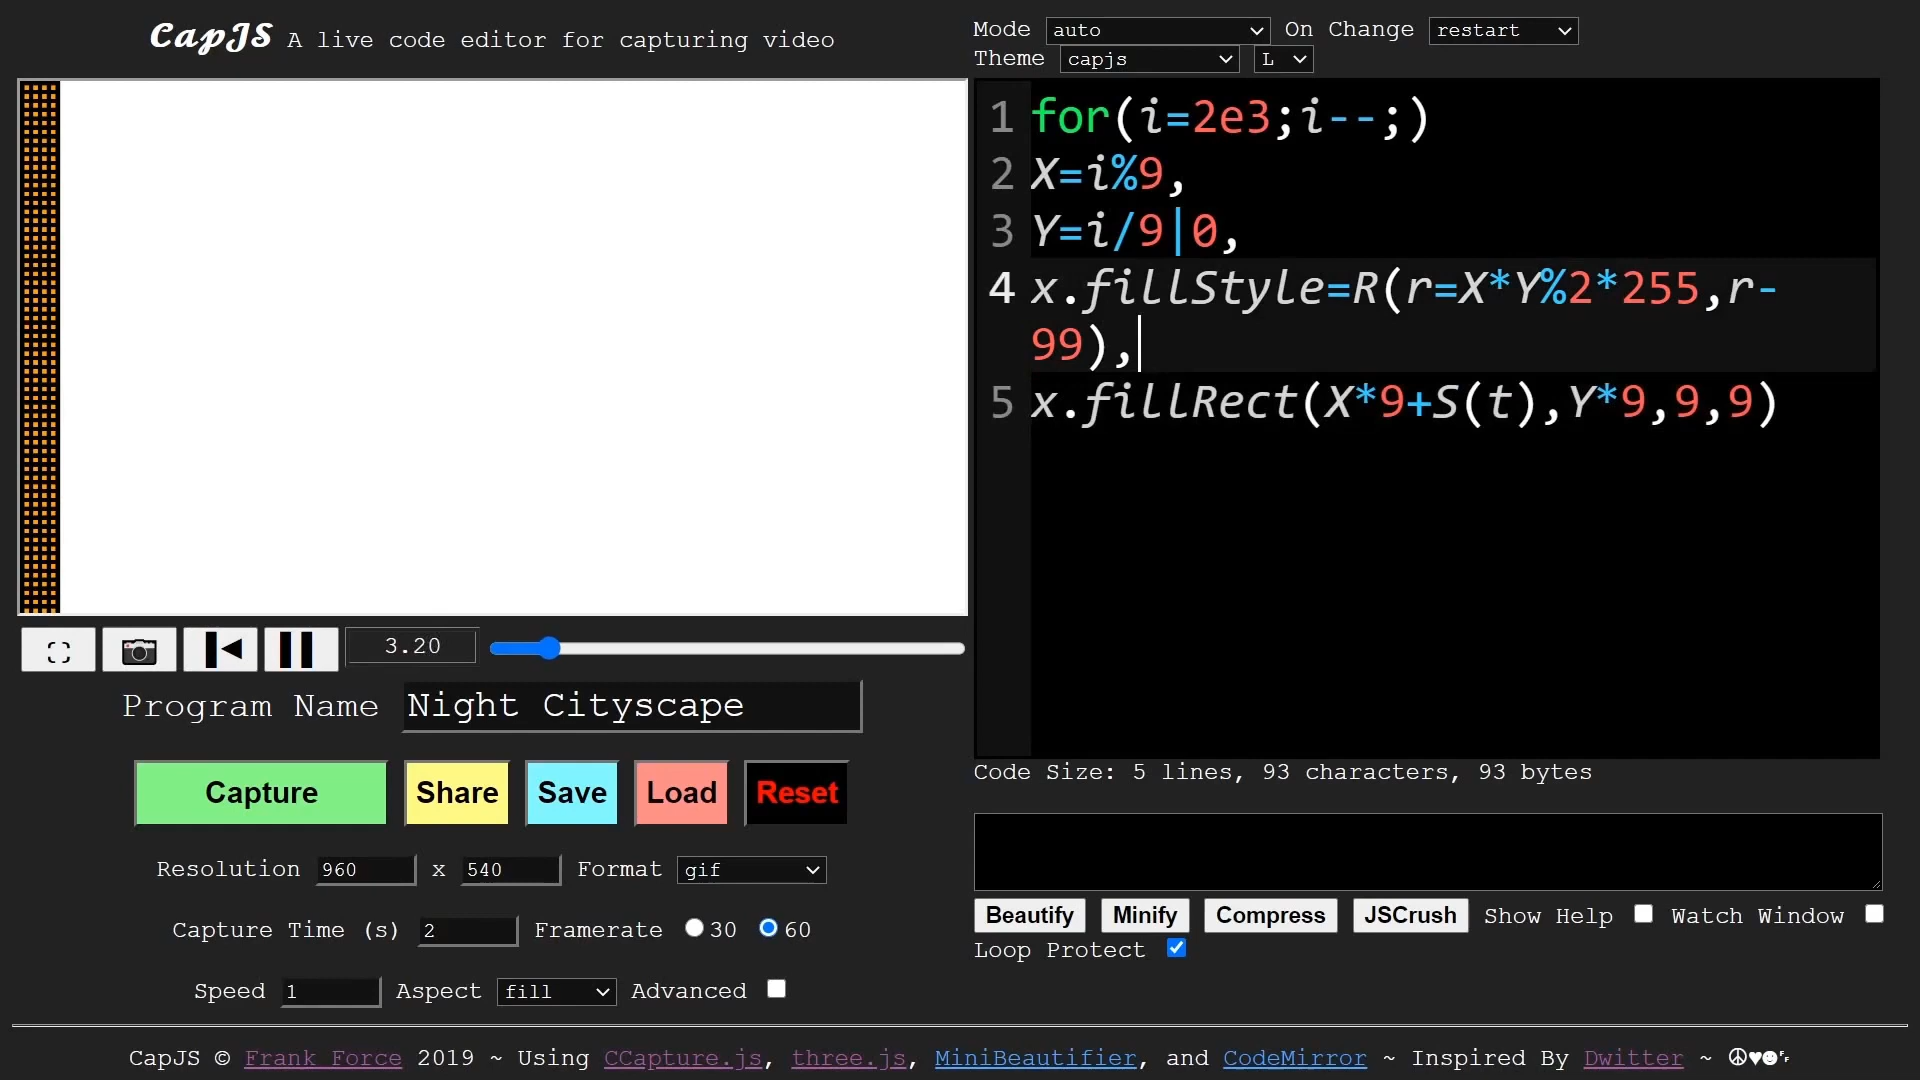 CapJS A live code editor for capturing video
Mode auto On Change restart
Theme capjs L
1 for(i=2e3;i--;)
2 X=i%9,
3 Y=i/9|0,
4 x.fillStyle=R(r=X*Y%2*255,r-
99),
5 x.fillRect(X*9+S(t),Y*9,9,9)
3.20
Program Name Night Cityscape
Capture Share Save Load Reset
Resolution 960 x 540 Format gif
Capture Time (s) 2 Framerate 30 60
Speed 1 Aspect fill Advanced
Code Size: 5 lines, 93 characters, 93 bytes
Beautify Minify Compress JSCrush Show Help Watch Window
Loop Protect
CapJS © Frank Force 2019 ~ Using CCapture.js, three.js, MiniBeautifier, and CodeMirror ~ Inspired By Dwitter ~ ☮♥☻